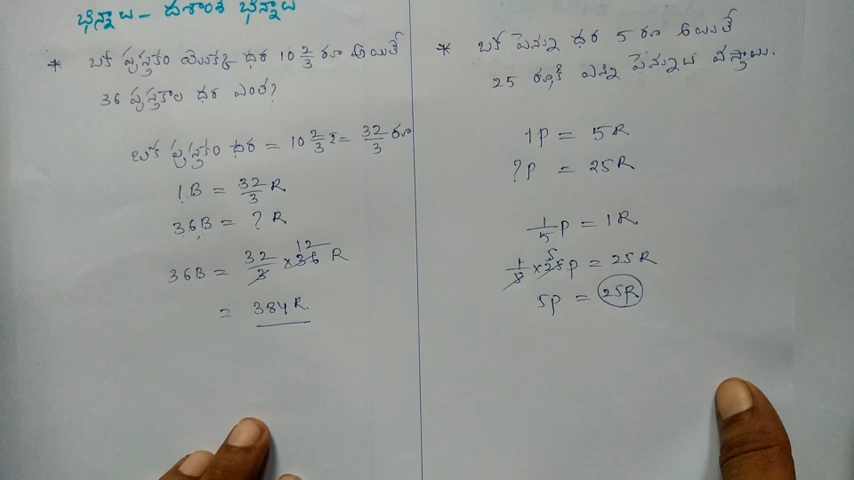 భిన్నాలు - దశాంశ భిన్నాలు
* ఒక పుస్తకం యొక్క ధర 10 2/3 రూ అయితే
36 పుస్తకాల ధర ఎంత?
ఒక పుస్తకం ధర = 10 2/3 = 32/3 రూ
1B = 32/3 R
36B = ? R
36B = 32/3 × 36 12 R
= 384 R.
* ఒక పెన్ను ధర 5 రూ అయితే
25 రూకి ఎన్ని పెన్నులు వస్తాయి.
1P = 5R
?P = 25R
1/5 P = 1R
1/5 × 25 5 P = 25R
5P = 25R